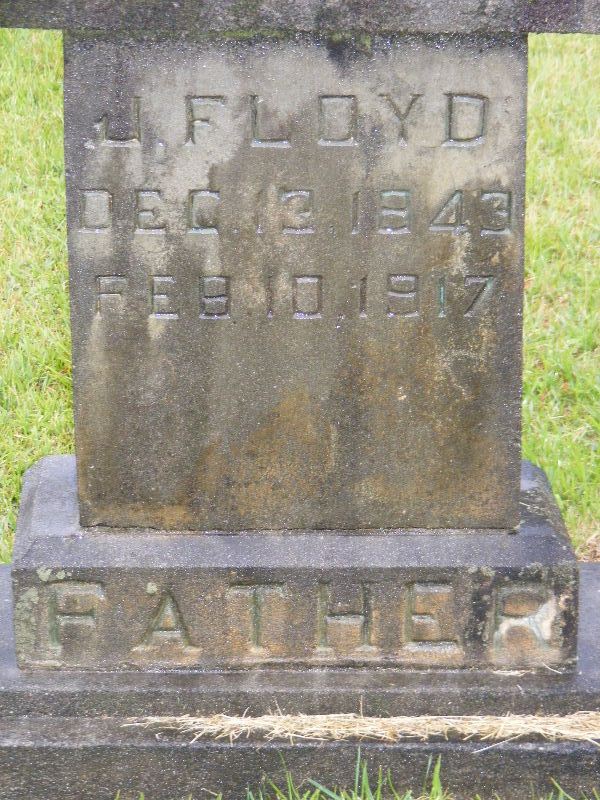 J. FLOYD
DEC. 13, 1843
FEB. 10, 1917
FATHER